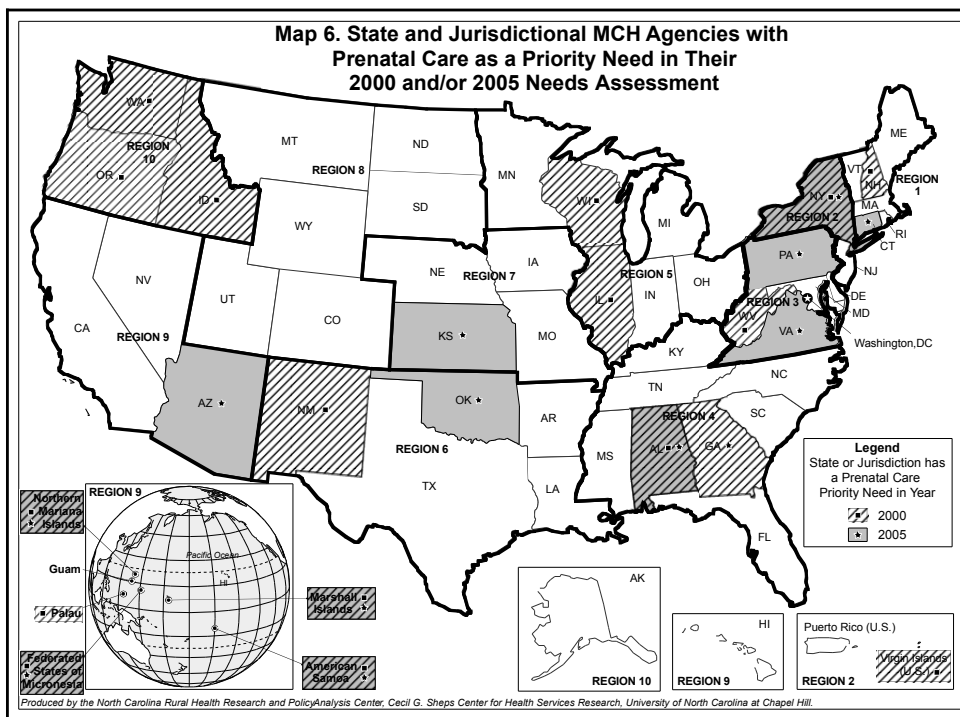 Map 6. State and Jurisdictional MCH Agencies with
Prenatal Care as a Priority Need in Their
2000 and/or 2005 Needs Assessment
WA
REGION
10
OR
ID
MT
REGION 8
ND
SD
WY
UT
CO
NV
CA
REGION 9
AZ
NM
NE
REGION 7
IA
KS
MO
OK
AR
REGION 6
TX
LA
MN
WI
MI
REGION 5
IL
IN
OH
KY
TN
REGION 4
MS
AL
GA
NC
SC
FL
ME
VT
NH
REGION
1
MA
RI
CT
NY
REGION 2
NJ
PA
REGION 3
DE
MD
WV
VA
Washington,DC
Legend
State or Jurisdiction has
a Prenatal Care
Priority Need in Year
2000
2005
REGION 9
Northern
Mariana
Islands
Guam
Palau
Federated
States of
Micronesia
Pacific Ocean
HI
Marshall
Islands
American
Samoa
AK
REGION 10
HI
REGION 9
Puerto Rico (U.S.)
Virgin Islands
(U.S.)
REGION 2
Produced by the North Carolina Rural Health Research and PolicyAnalysis Center, Cecil G. Sheps Center for Health Services Research, University of North Carolina at Chapel Hill.